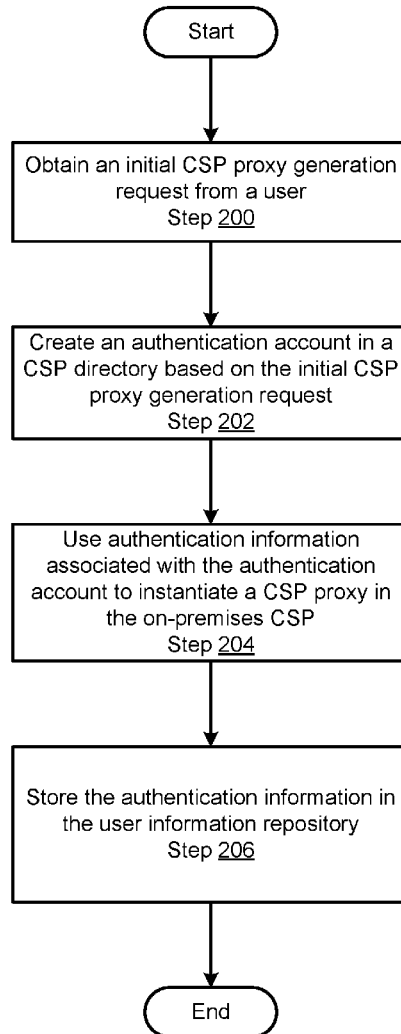 Start
Obtain an initial CSP proxy generation
request from a user
Step 200
Create an authentication account in a
CSP directory based on the initial CSP
proxy generation request
Step 202
Use authentication information
associated with the authentication
account to instantiate a CSP proxy in
the on-premises CSP
Step 204
Store the authentication information in
the user information repository
Step 206
End